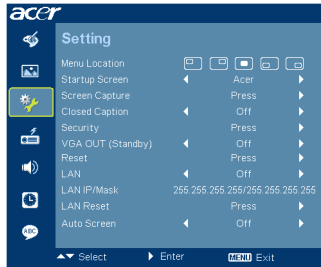 acer
Setting
Menu Location
Startup Screen Acer
Screen Capture Press
Closed Caption Off
Security Press
VGA OUT (Standby) Off
Reset Press
LAN Off
LAN IP/Mask 255.255.255.255/255.255.255.255
LAN Reset Press
Auto Screen Off
ABC
Select Enter MENU Exit